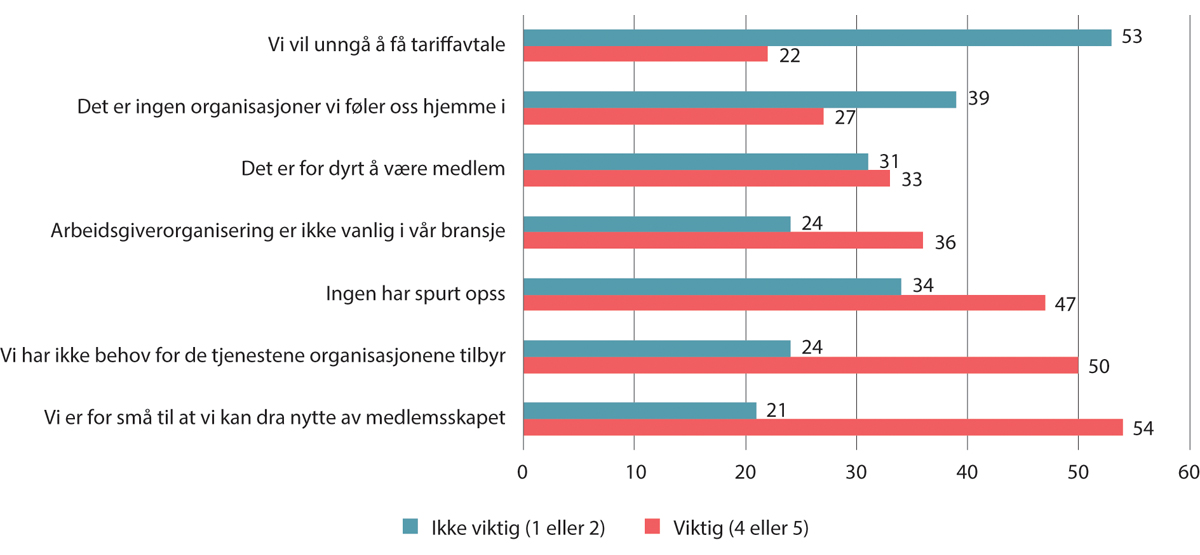 Vi vil unngå å få tariffavtale
53
22
Det er ingen organisasjoner vi føler oss hjemme i
39
27
Det er for dyrt å være medlem
31
33
Arbeidsgiverorganisering er ikke vanlig i vår bransje
24
36
Ingen har spurt opss
34
47
Vi har ikke behov for de tjenestene organisasjonene tilbyr
24
50
Vi er for små til at vi kan dra nytte av medlemsskapet
21
54
0 10 20 30 40 50 60
Ikke viktig (1 eller 2) Viktig (4 eller 5)